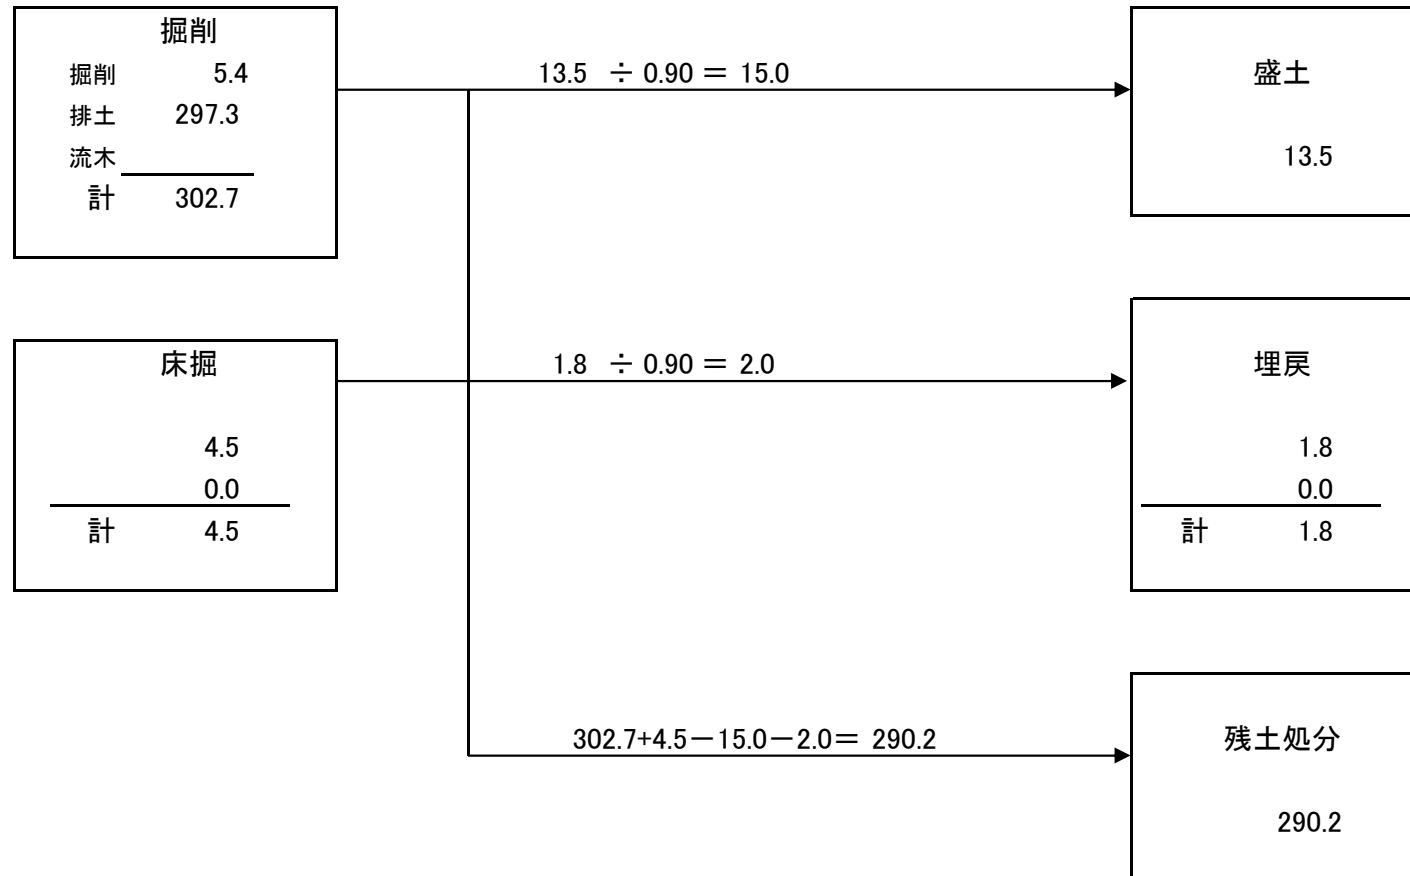 掘削
掘削 5.4
排土 297.3
流木
計 302.7
13.5 ÷ 0.90 ＝ 15.0
盛土
13.5
床掘
4.5
0.0
計 4.5
1.8 ÷ 0.90 ＝ 2.0
埋戻
1.8
0.0
計 1.8
302.7+4.5－15.0－2.0＝ 290.2
残土処分
290.2